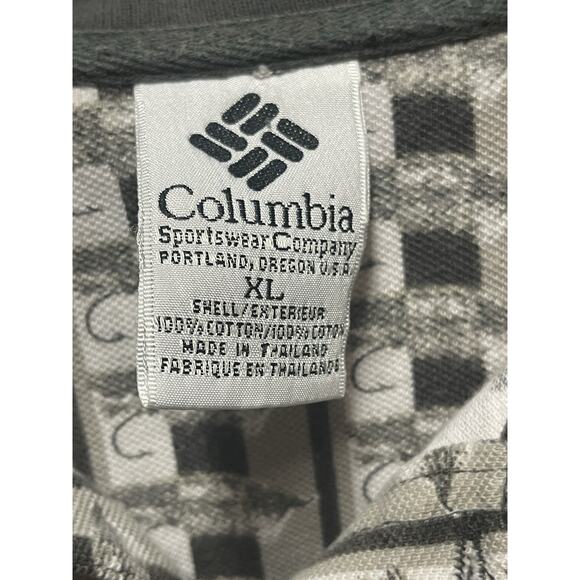 Columbia
Sportswear Company
PORTLAND, OREGON U.S.A.
XL
SHELL/EXTERIEUR
100% COTTON/100% COTON
MADE IN THAILAND
FABRIQUE EN THAILANDE